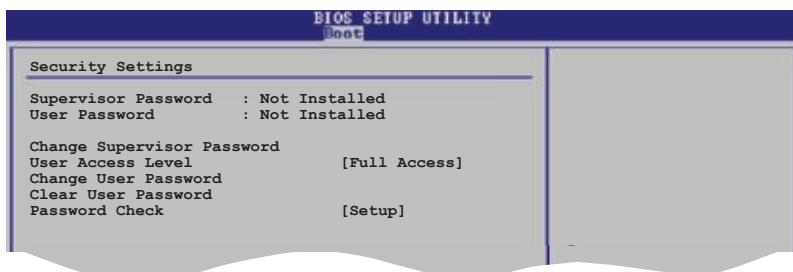 BIOS SETUP UTILITY
Boot
Security Settings
Supervisor Password : Not Installed
User Password : Not Installed
Change Supervisor Password
User Access Level [Full Access]
Change User Password
Clear User Password
Password Check [Setup]